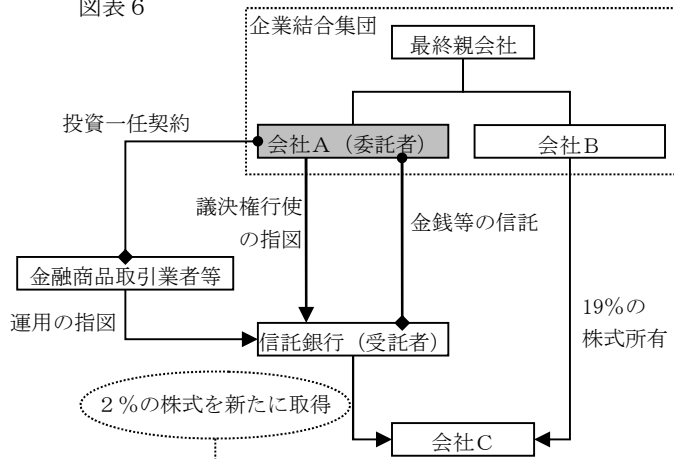 図表６
企業結合集団
最終親会社
投資一任契約
会社Ａ（委託者）
会社Ｂ
議決権行使
の指図
金銭等の信託
金融商品取引業者等
運用の指図
19％の
株式所有
信託銀行（受託者）
２％の株式を新たに取得
会社Ｃ